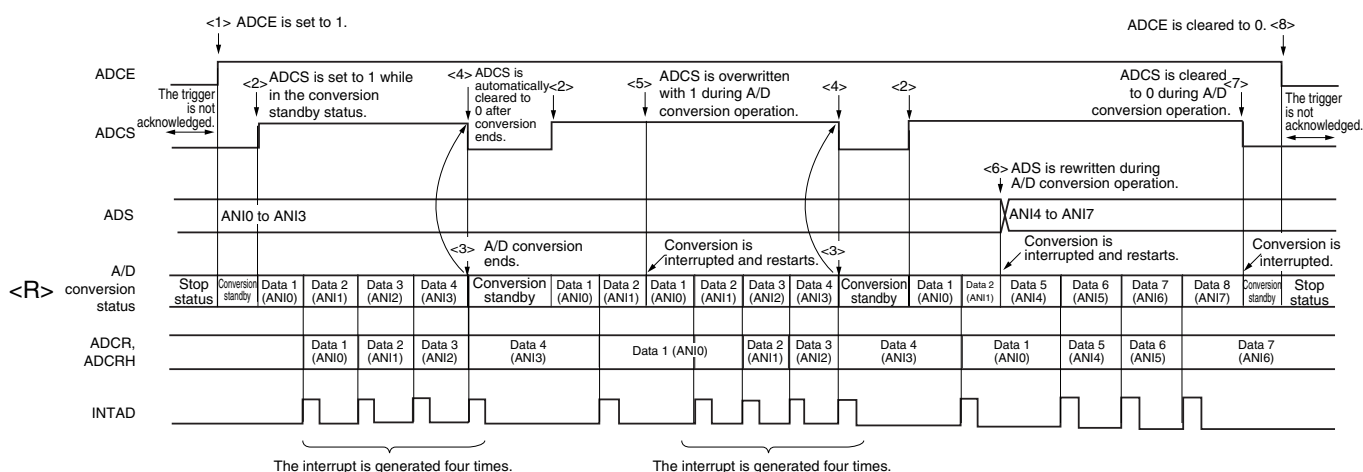 <1> ADCE is set to 1.
ADCE is cleared to 0. <8>
ADCE
The trigger
is not
acknowledged.
<2> ADCS is set to 1 while
in the conversion
standby status.
<4> ADCS is
automatically
cleared to
0 after
conversion
ends.
<2>
<5> ADCS is overwritten
with 1 during A/D
conversion operation.
<4>
<2>
ADCS is cleared
to 0 during A/D
conversion operation.
<7>
The trigger
is not
acknowledged.
ADCS
<6> ADS is rewritten during
A/D conversion operation.
ADS
ANI0 to ANI3
ANI4 to ANI7
<3> A/D conversion
ends.
Conversion is
interrupted and restarts.
<3>
Conversion is
interrupted and restarts.
Conversion is
interrupted.
<R>
A/D
conversion
status
Stop
status
Conversion
standby
Data 1
(ANI0)
Data 2
(ANI1)
Data 3
(ANI2)
Data 4
(ANI3)
Conversion
standby
Data 1
(ANI0)
Data 2
(ANI1)
Data 1
(ANI0)
Data 2
(ANI1)
Data 3
(ANI2)
Data 4
(ANI3)
Conversion
standby
Data 1
(ANI0)
Data 2
(ANI1)
Data 5
(ANI4)
Data 6
(ANI5)
Data 7
(ANI6)
Data 8
(ANI7)
Conversion
standby
Stop
status
ADCR,
ADCRH
Data 1
(ANI0)
Data 2
(ANI1)
Data 3
(ANI2)
Data 4
(ANI3)
Data 1 (ANI0)
Data 2
(ANI1)
Data 3
(ANI2)
Data 4
(ANI3)
Data 1
(ANI0)
Data 5
(ANI4)
Data 6
(ANI5)
Data 7
(ANI6)
INTAD
The interrupt is generated four times.
The interrupt is generated four times.